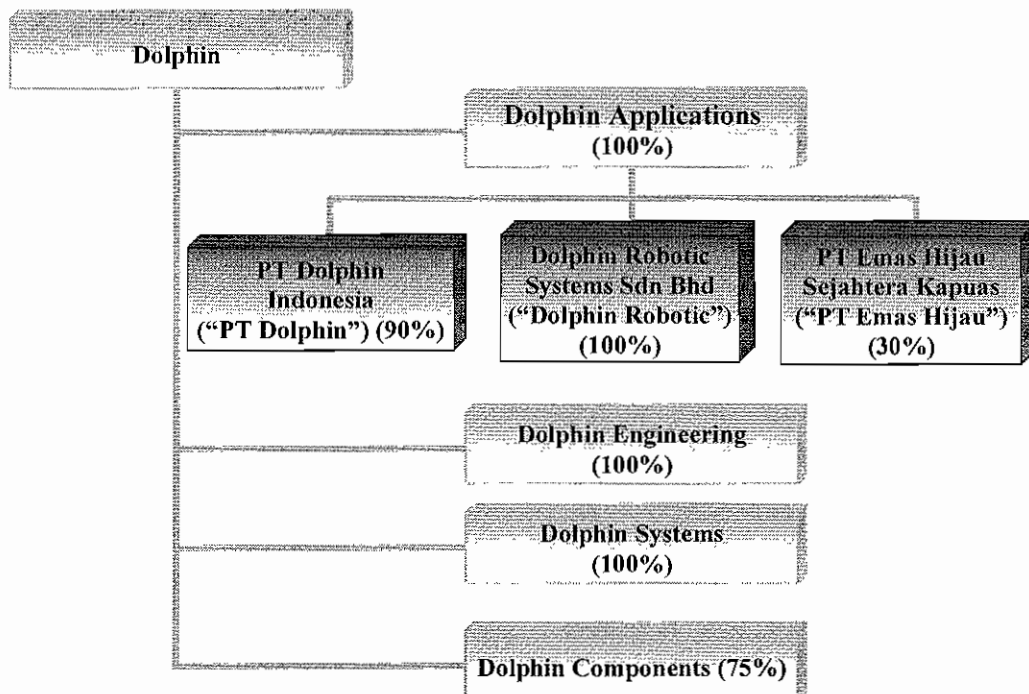 Dolphin
Dolphin Applications
(100%)
PT Dolphin
Indonesia
(“PT Dolphin”) (90%)
Dolphin Robotic
Systems Sdn Bhd
(“Dolphin Robotic”)
(100%)
PT Emas Hijau
Sejahtera Kapuas
(“PT Emas Hijau”)
(30%)
Dolphin Engineering
(100%)
Dolphin Systems
(100%)
Dolphin Components (75%)